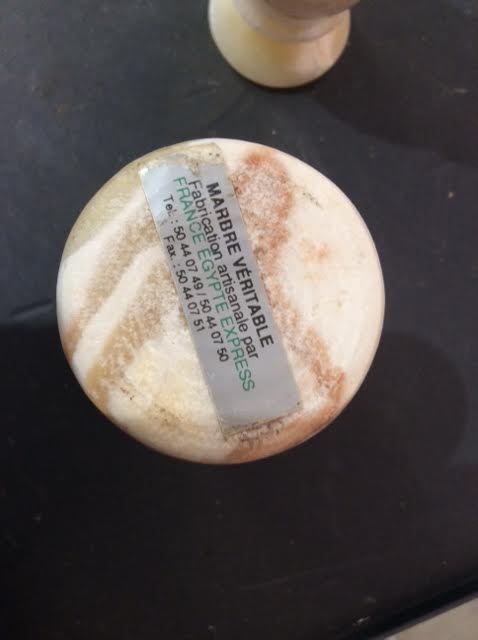 MARBRE VÉRITABLE
Fabrication artisanale par
FRANCE EGYPTE EXPRESS
Tel. : 50 44 07 49 / 50 44 07 50
Fax : 50 44 07 51